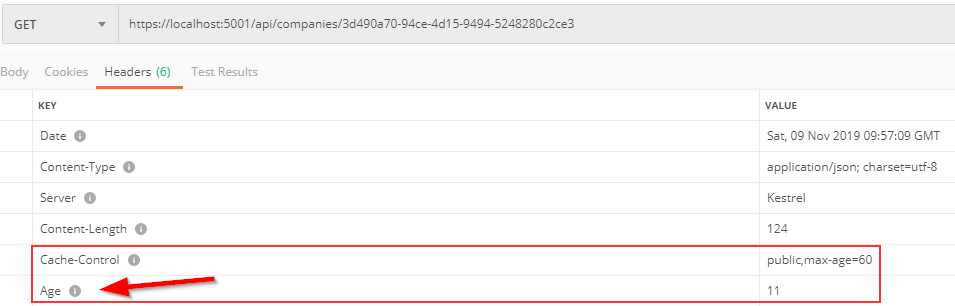 GET https://localhost:5001/api/companies/3d490a70-94ce-4d15-9494-5248280c2ce3
Body Cookies Headers (6) Test Results
KEY VALUE
Date Sat, 09 Nov 2019 09:57:09 GMT
Content-Type application/json; charset=utf-8
Server Kestrel
Content-Length 124
Cache-Control public,max-age=60
Age 11